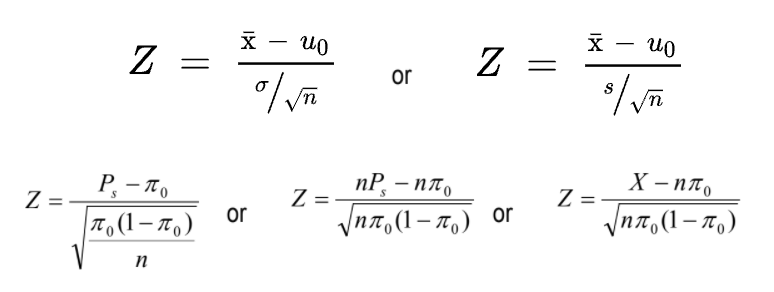 Z = (x̄ − u₀) / (σ/√n) or Z = (x̄ − u₀) / (s/√n)
Z = (Pₛ − π₀) / √(π₀(1 − π₀) / n) or Z = (nPₛ − nπ₀) / √(nπ₀(1 − π₀)) or Z = (X − nπ₀) / √(nπ₀(1 − π₀))